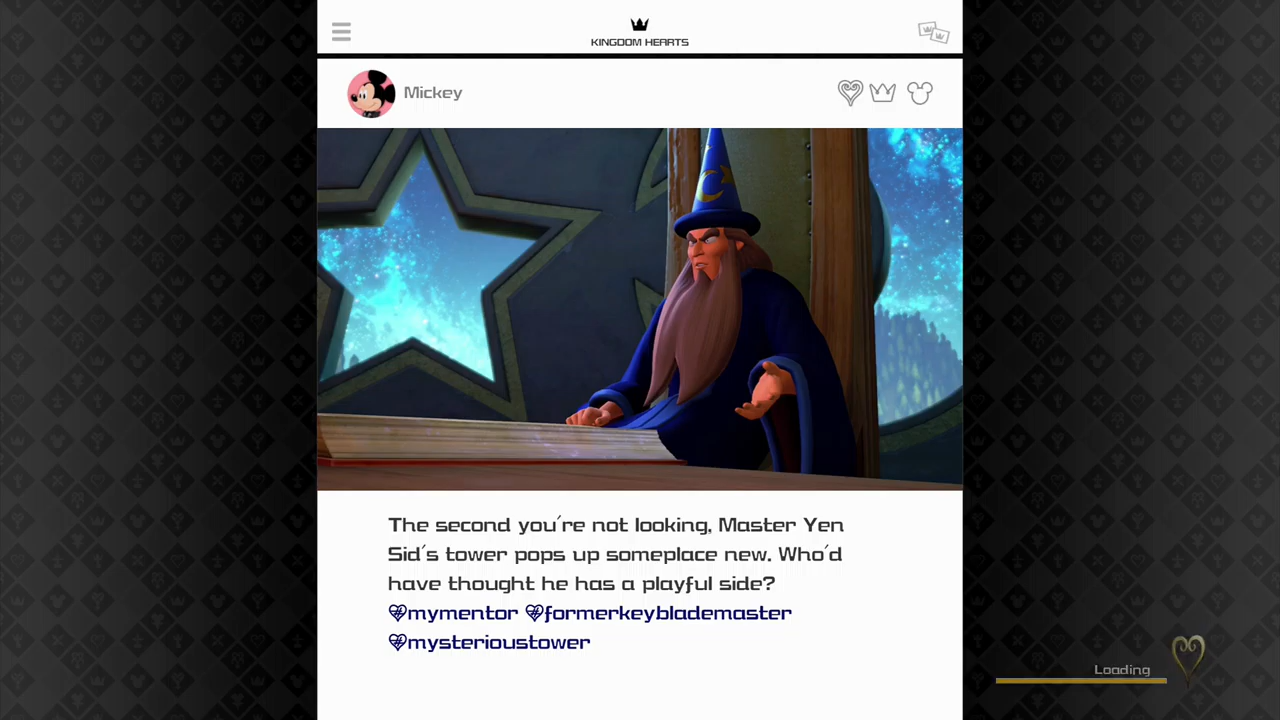 KINGDOM HEARTS
Mickey
The second you're not looking, Master Yen
Sid's tower pops up someplace new. Who'd
have thought he has a playful side?
#mymentor #formerkeyblademaster
#mysterioustower
Loading